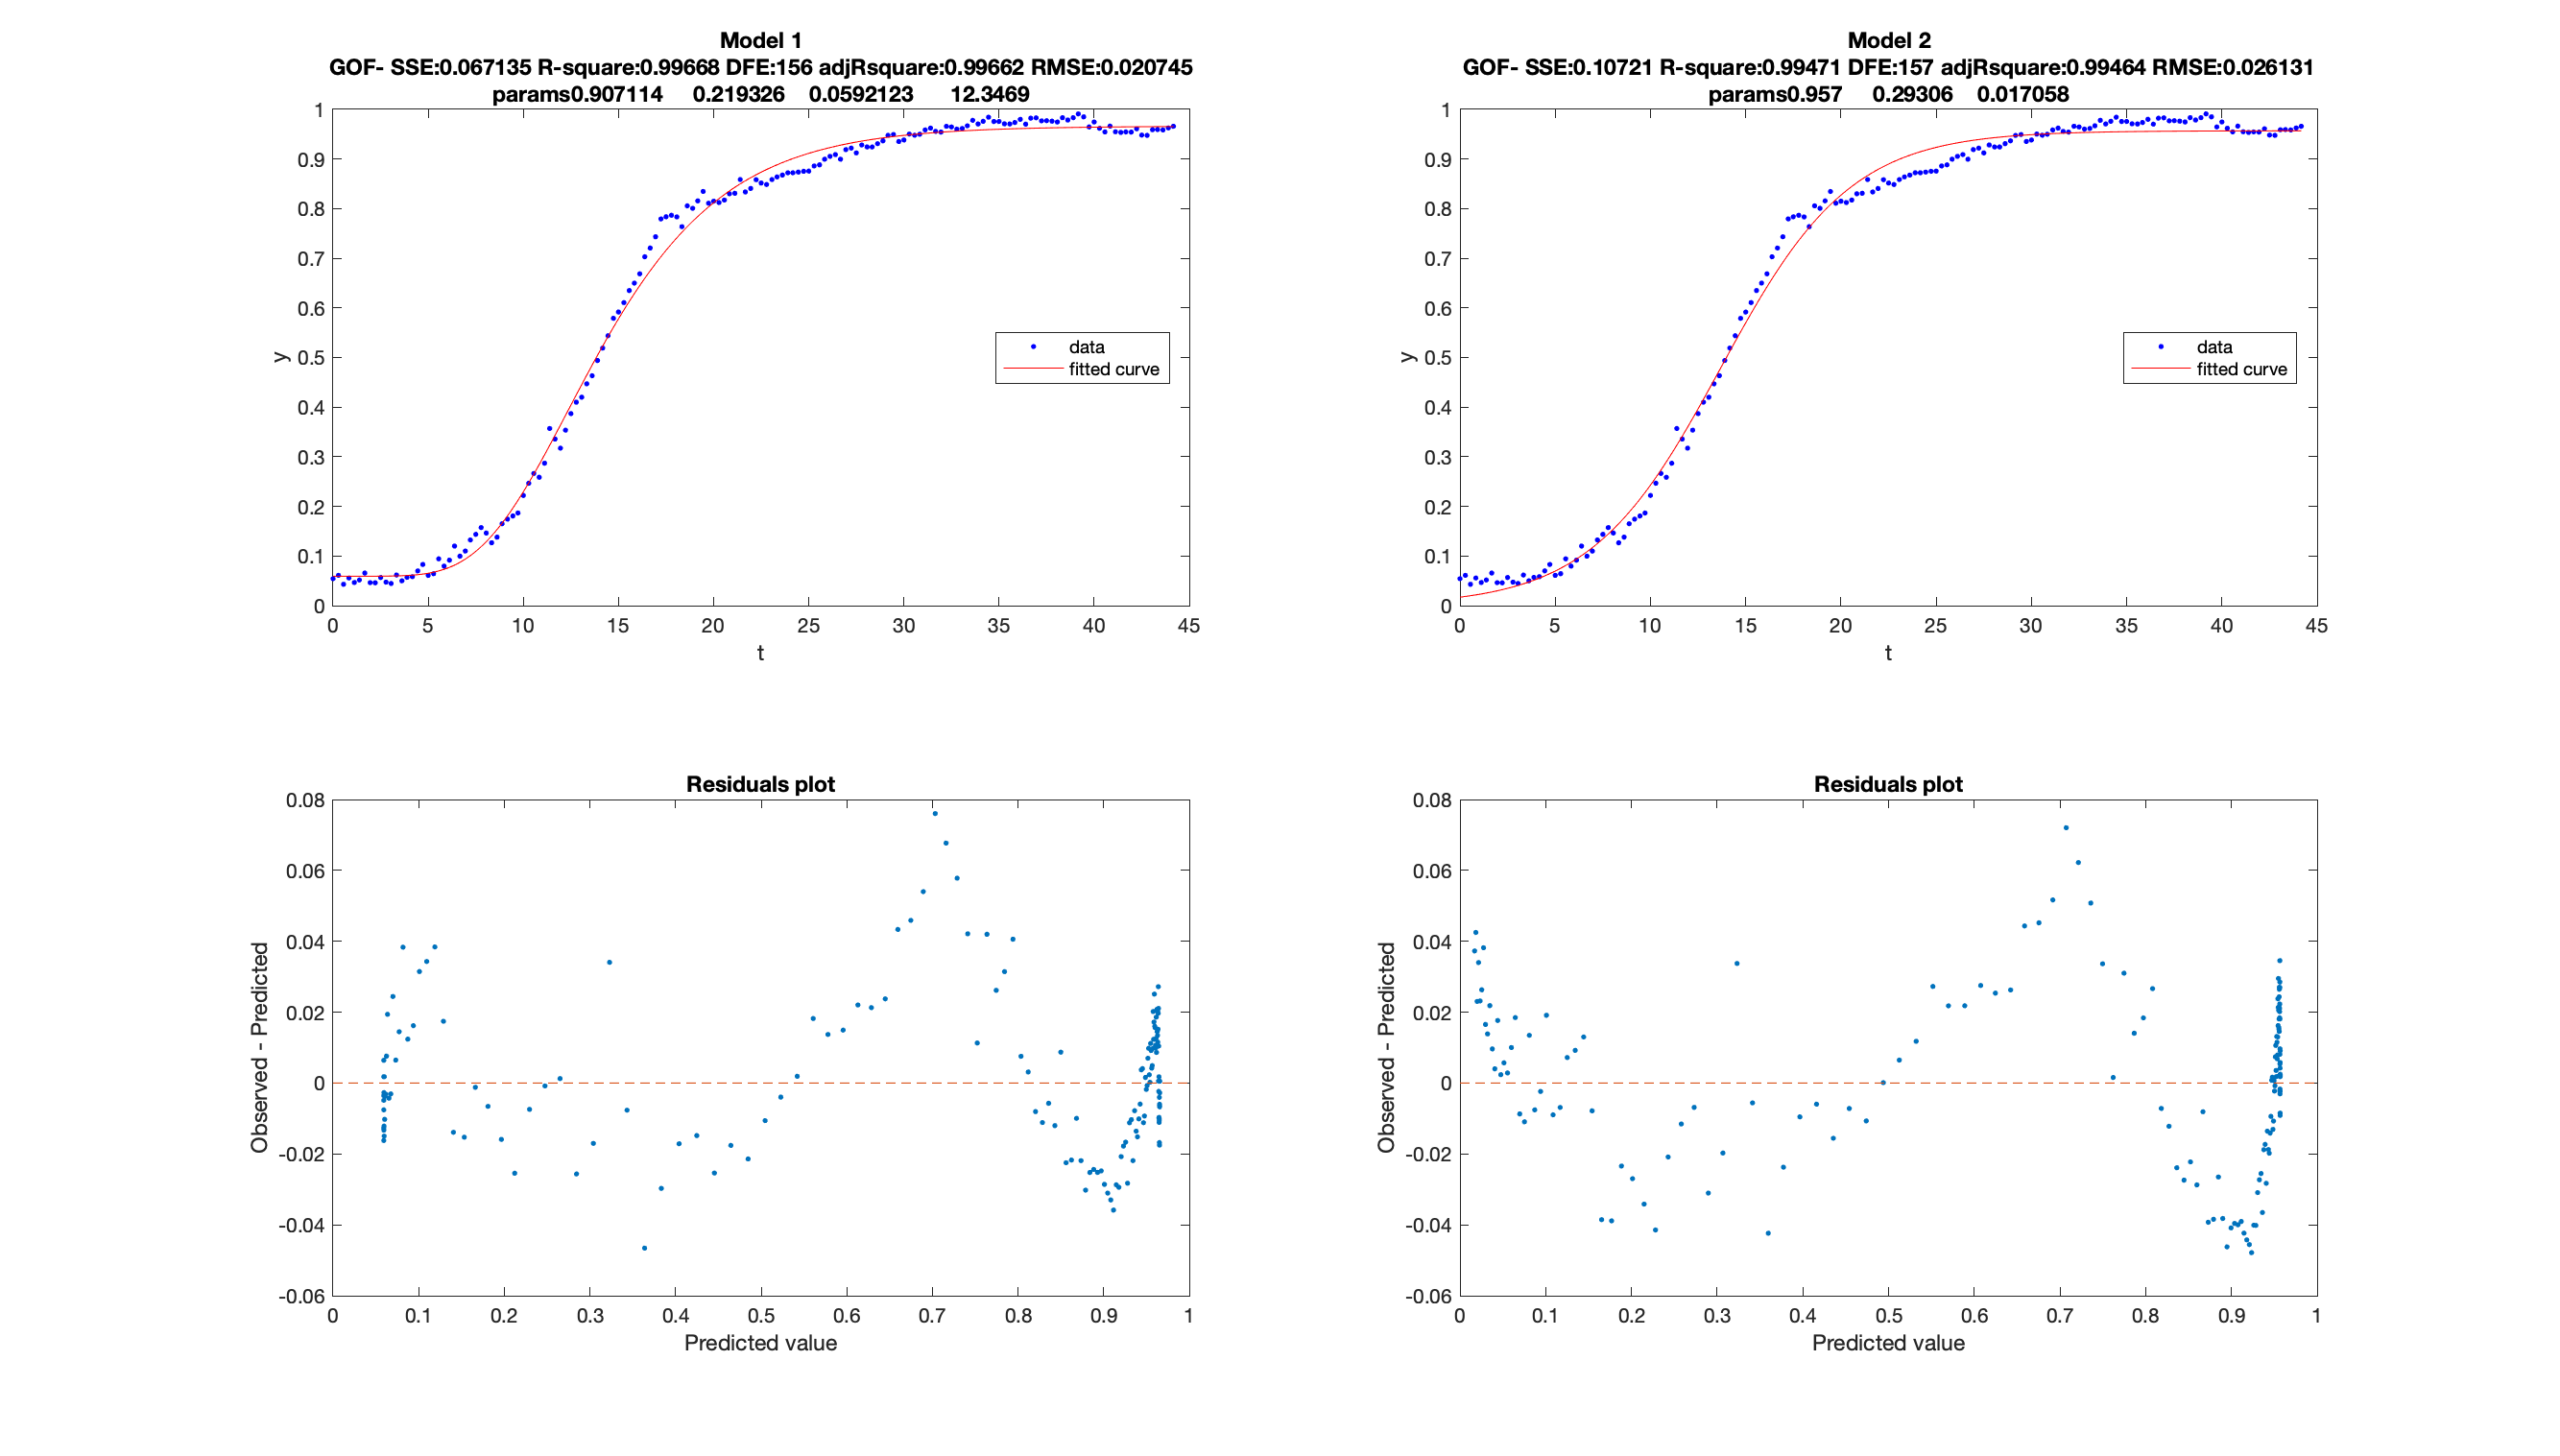 Model 1
GOF- SSE:0.067135 R-square:0.99668 DFE:156 adjRsquare:0.99662 RMSE:0.020745
params0.907114 0.219326 0.0592123 12.3469
1
0.9
0.8
0.7
0.6
0.5
0.4
0.3
0.2
0.1
0
y
data
fitted curve
0 5 10 15 20 25 30 35 40 45
t
Model 2
GOF- SSE:0.10721 R-square:0.99471 DFE:157 adjRsquare:0.99464 RMSE:0.026131
params0.957 0.29306 0.017058
1
0.9
0.8
0.7
0.6
0.5
0.4
0.3
0.2
0.1
0
y
data
fitted curve
0 5 10 15 20 25 30 35 40 45
t
Residuals plot
0.08
0.06
0.04
0.02
0
-0.02
-0.04
-0.06
Observed - Predicted
0 0.1 0.2 0.3 0.4 0.5 0.6 0.7 0.8 0.9 1
Predicted value
Residuals plot
0.08
0.06
0.04
0.02
0
-0.02
-0.04
-0.06
Observed - Predicted
0 0.1 0.2 0.3 0.4 0.5 0.6 0.7 0.8 0.9 1
Predicted value